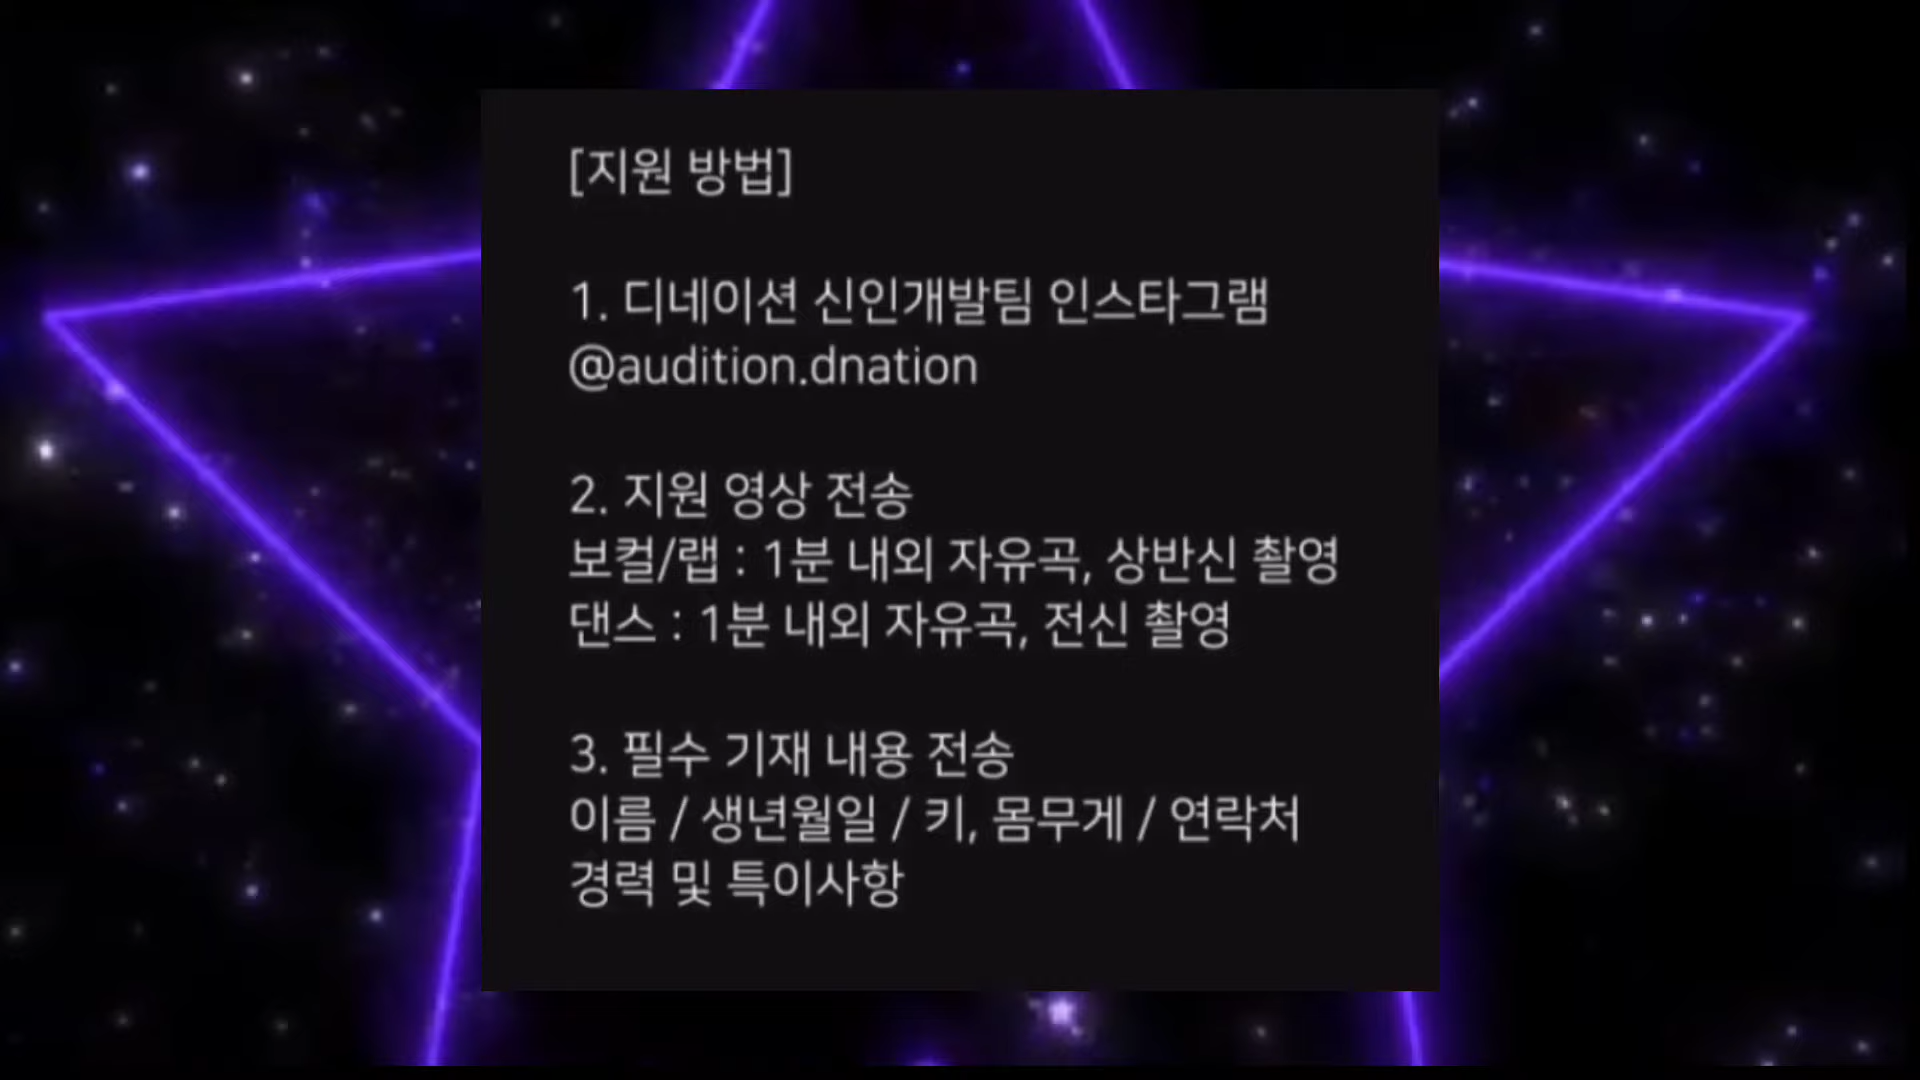 [지원 방법]
1. 디네이션 신인개발팀 인스타그램
@audition.dnation
2. 지원 영상 전송
보컬/랩 : 1분 내외 자유곡, 상반신 촬영
댄스 : 1분 내외 자유곡, 전신 촬영
3. 필수 기재 내용 전송
이름 / 생년월일 / 키, 몸무게 / 연락처
경력 및 특이사항